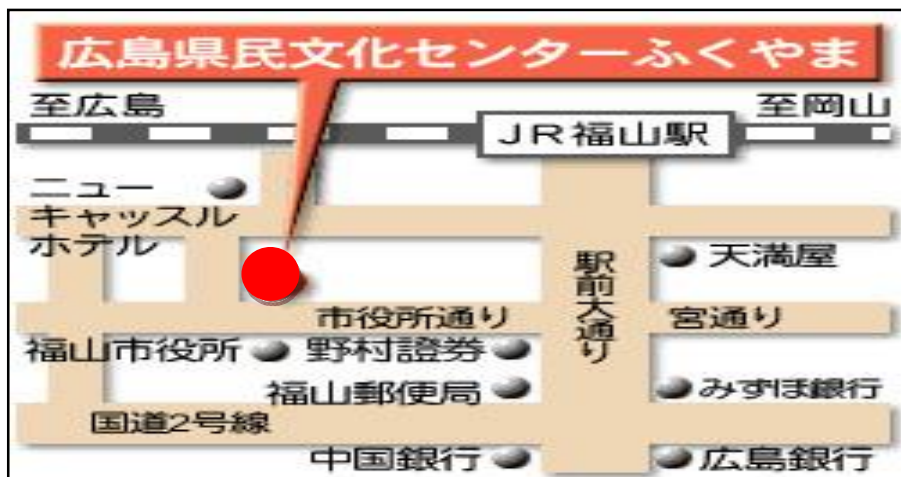 広島県民文化センターふくやま
至広島
至岡山
JR福山駅
ニュー
キャッスル
ホテル
天満屋
駅前大通り
市役所通り
宮通り
福山市役所
野村證券
福山郵便局
みずほ銀行
国道2号線
中国銀行
広島銀行